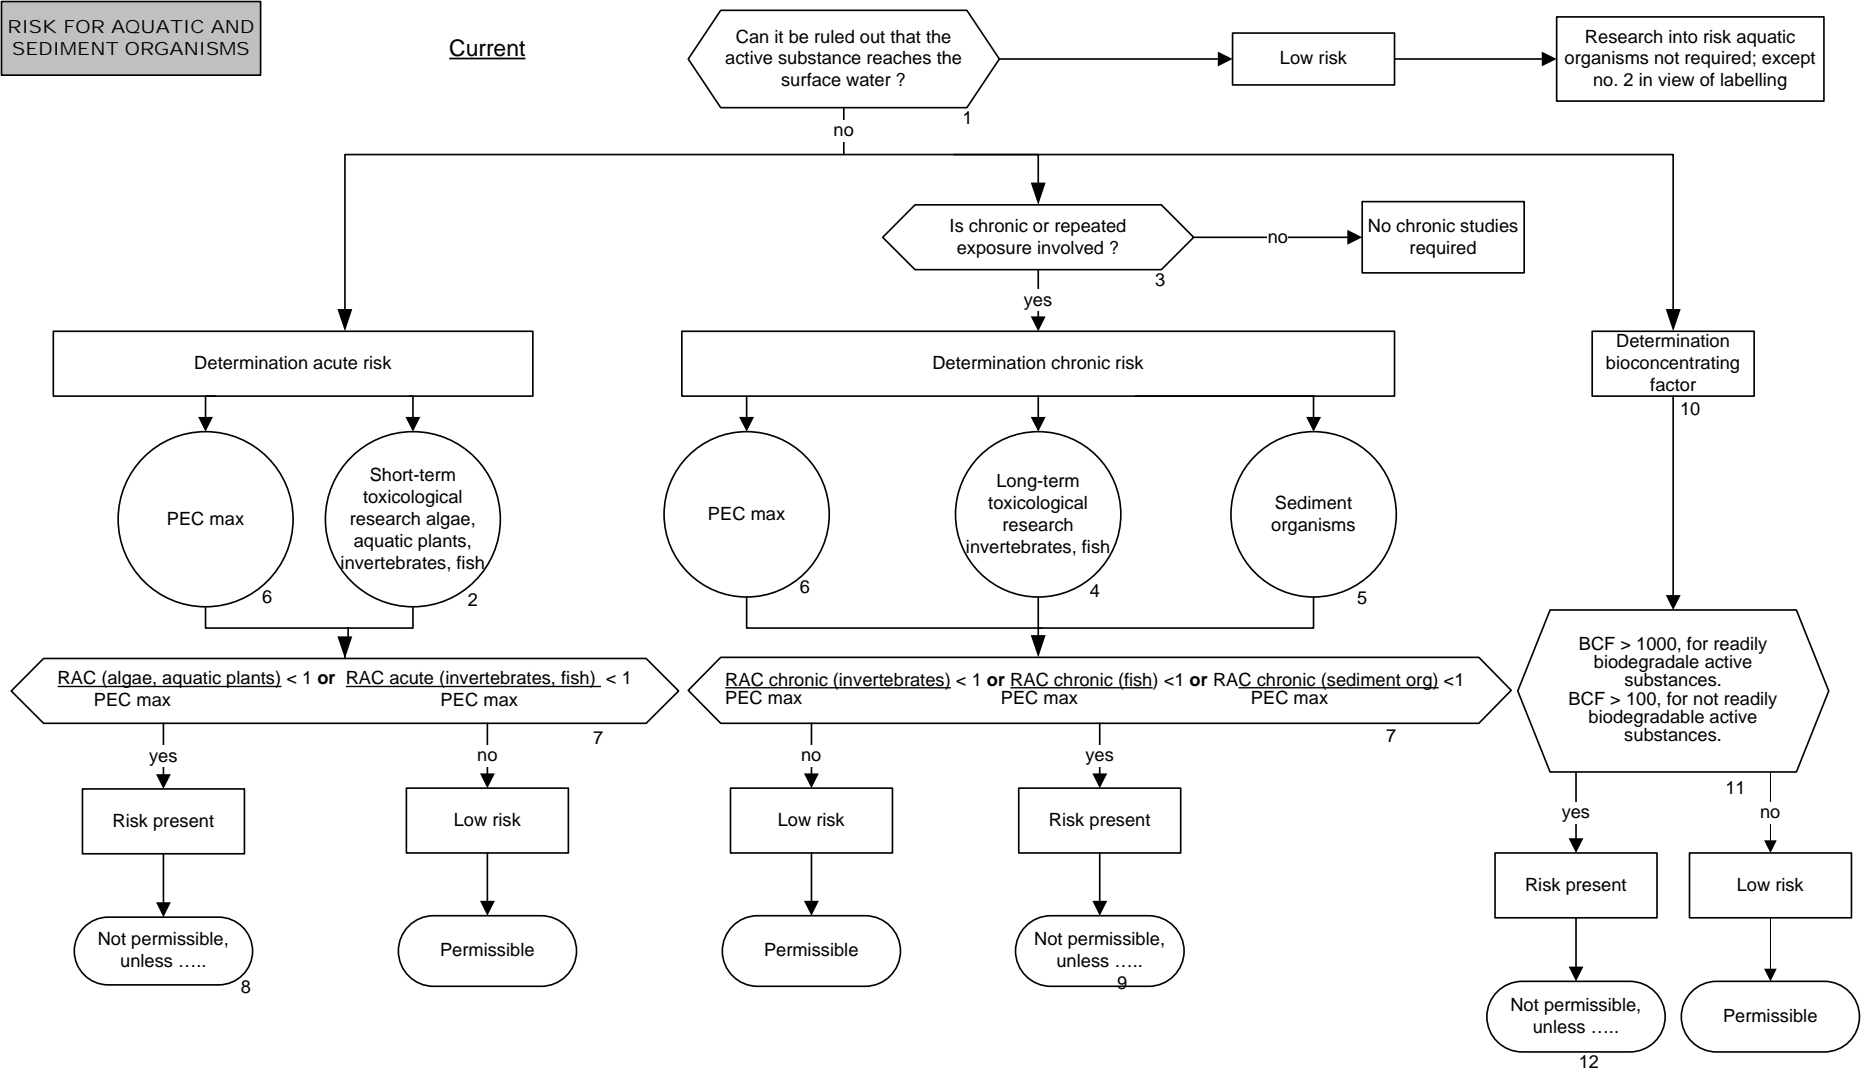 RISK FOR AQUATIC AND
SEDIMENT ORGANISMS
Current
Can it be ruled out that the
active substance reaches the
surface water ?
1
no
Low risk
Research into risk aquatic
organisms not required; except
no. 2 in view of labelling
Is chronic or repeated
exposure involved ?
3
no
No chronic studies
required
yes
Determination acute risk
Determination chronic risk
Determination
bioconcentrating
factor
10
PEC max
6
Short-term
toxicological
research algae,
aquatic plants,
invertebrates, fish
2
PEC max
6
Long-term
toxicological
research
invertebrates, fish
4
Sediment
organisms
5
RAC (algae, aquatic plants) < 1 or RAC acute (invertebrates, fish) < 1
PEC max PEC max
7
RAC chronic (invertebrates) < 1 or RAC chronic (fish) <1 or RAC chronic (sediment org) <1
PEC max PEC max PEC max
7
BCF > 1000, for readily
biodegradale active
substances.
BCF > 100, for not readily
biodegradable active
substances.
11
yes
no
no
yes
yes
no
Risk present
Low risk
Low risk
Risk present
Risk present
Low risk
Not permissible,
unless …..
8
Permissible
Permissible
Not permissible,
unless …..
9
Not permissible,
unless …..
12
Permissible